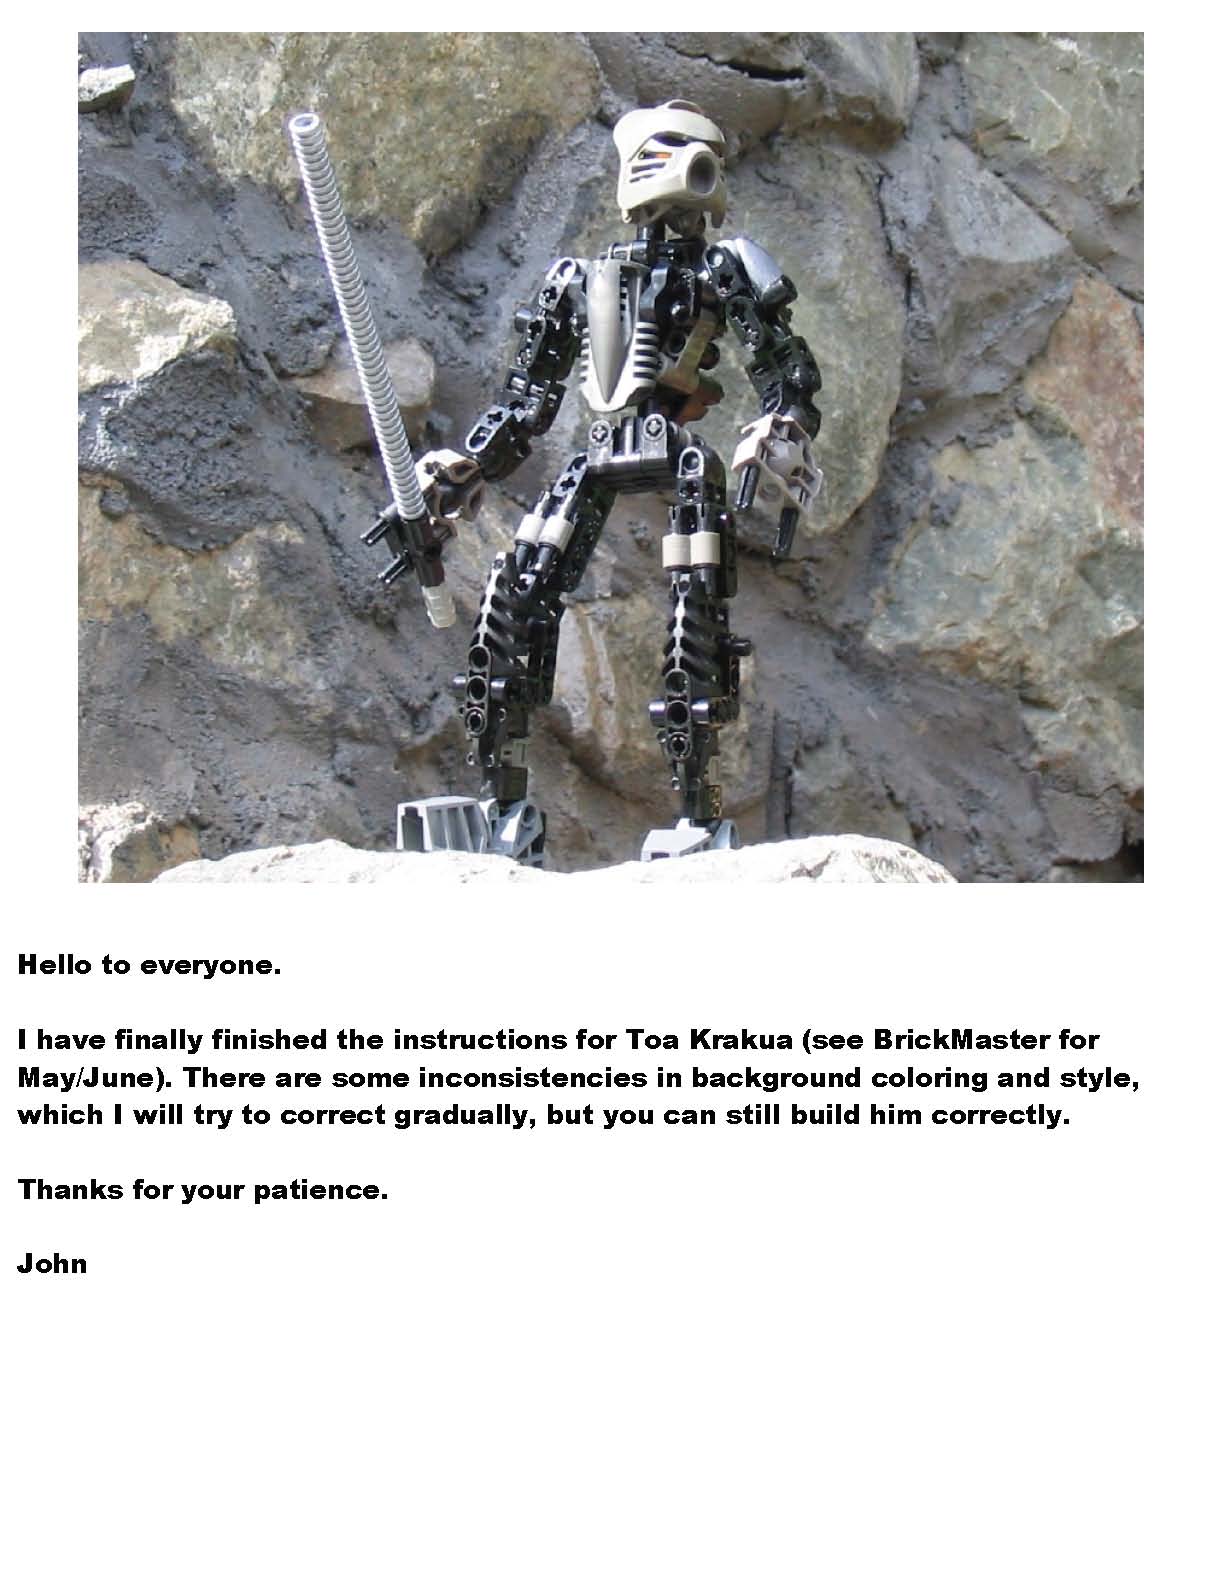 Hello to everyone.
I have finally finished the instructions for Toa Krakua (see BrickMaster for
May/June). There are some inconsistencies in background coloring and style,
which I will try to correct gradually, but you can still build him correctly.
Thanks for your patience.
John